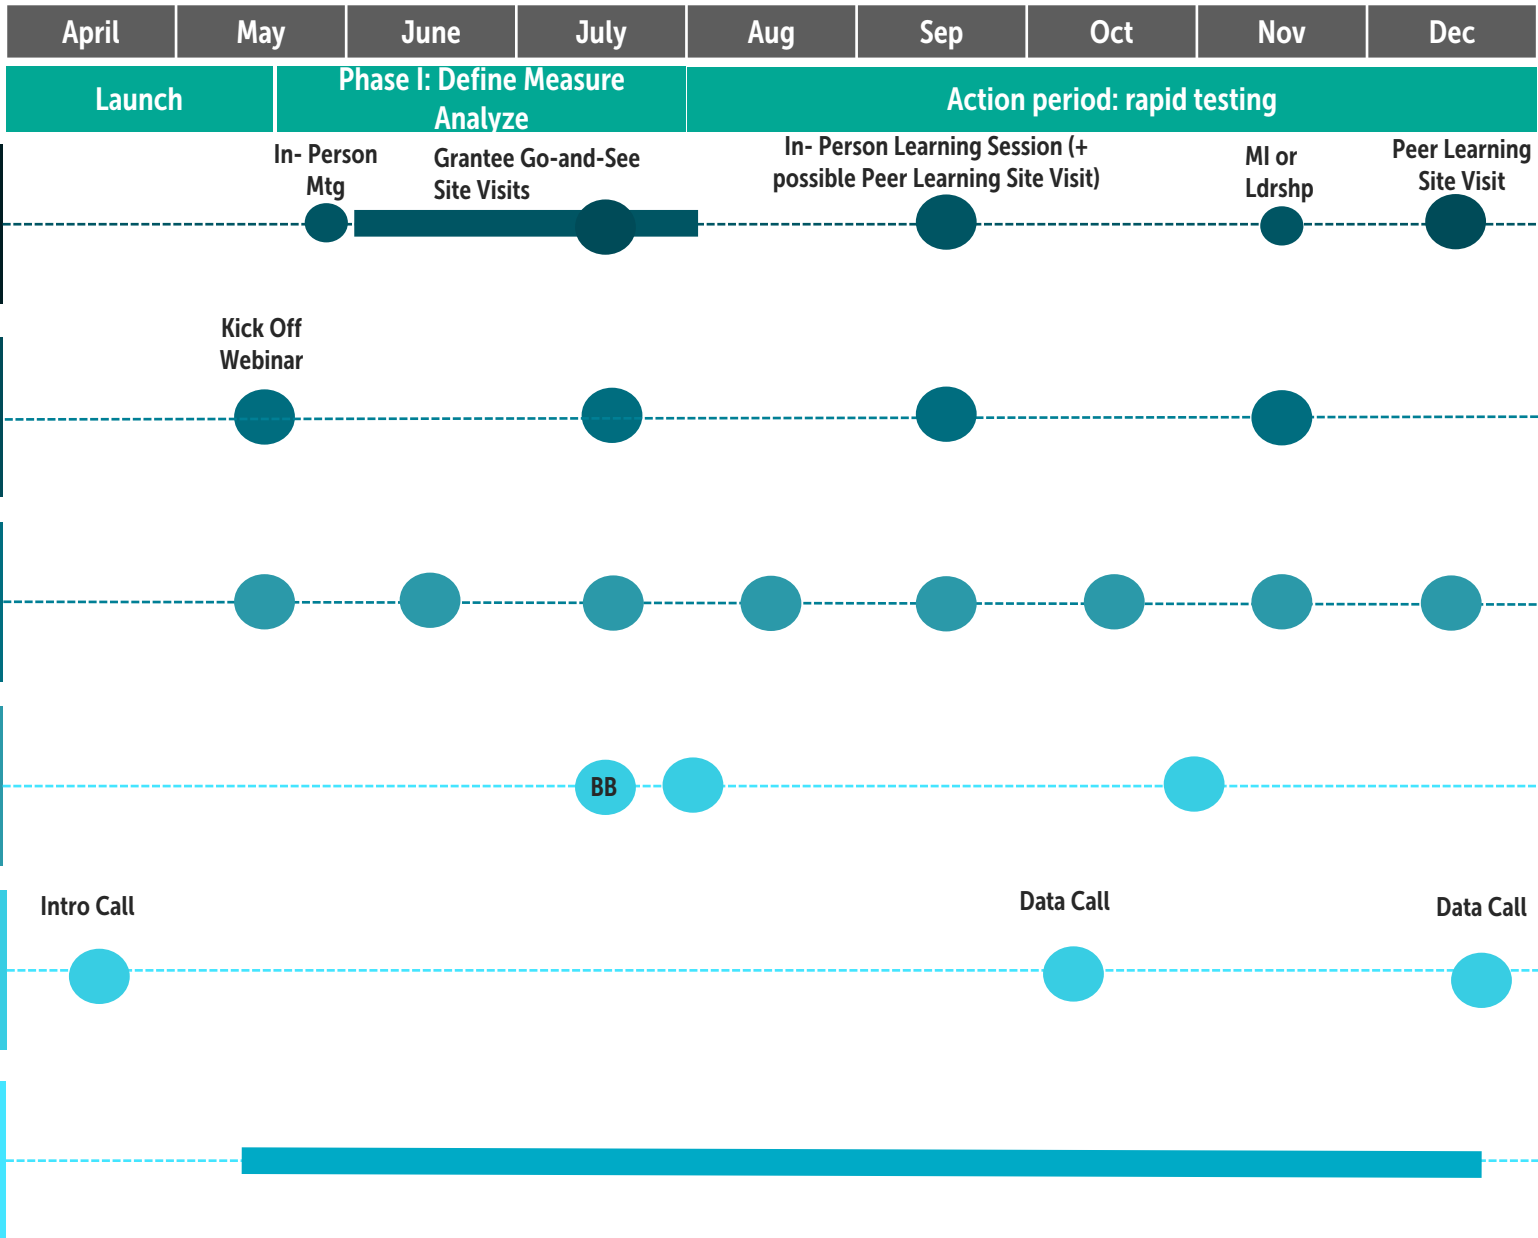 April May June July Aug Sep Oct Nov Dec
Launch
Phase I: Define Measure
Analyze
Action period: rapid testing
In- Person
Mtg
Grantee Go-and-See
Site Visits
In- Person Learning Session (+
possible Peer Learning Site Visit)
MI or
Ldrshp
Peer Learning
Site Visit
Kick Off
Webinar
BB
Intro Call
Data Call
Data Call